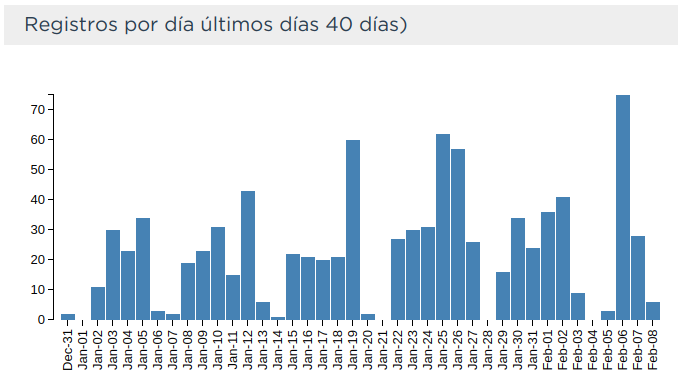 Registros por día últimos días 40 días)
70
60
50
40
30
20
10
0
Dec-31
Jan-01
Jan-02
Jan-03
Jan-04
Jan-05
Jan-06
Jan-07
Jan-08
Jan-09
Jan-10
Jan-11
Jan-12
Jan-13
Jan-14
Jan-15
Jan-16
Jan-17
Jan-18
Jan-19
Jan-20
Jan-21
Jan-22
Jan-23
Jan-24
Jan-25
Jan-26
Jan-27
Jan-28
Jan-29
Jan-30
Jan-31
Feb-01
Feb-02
Feb-03
Feb-04
Feb-05
Feb-06
Feb-07
Feb-08